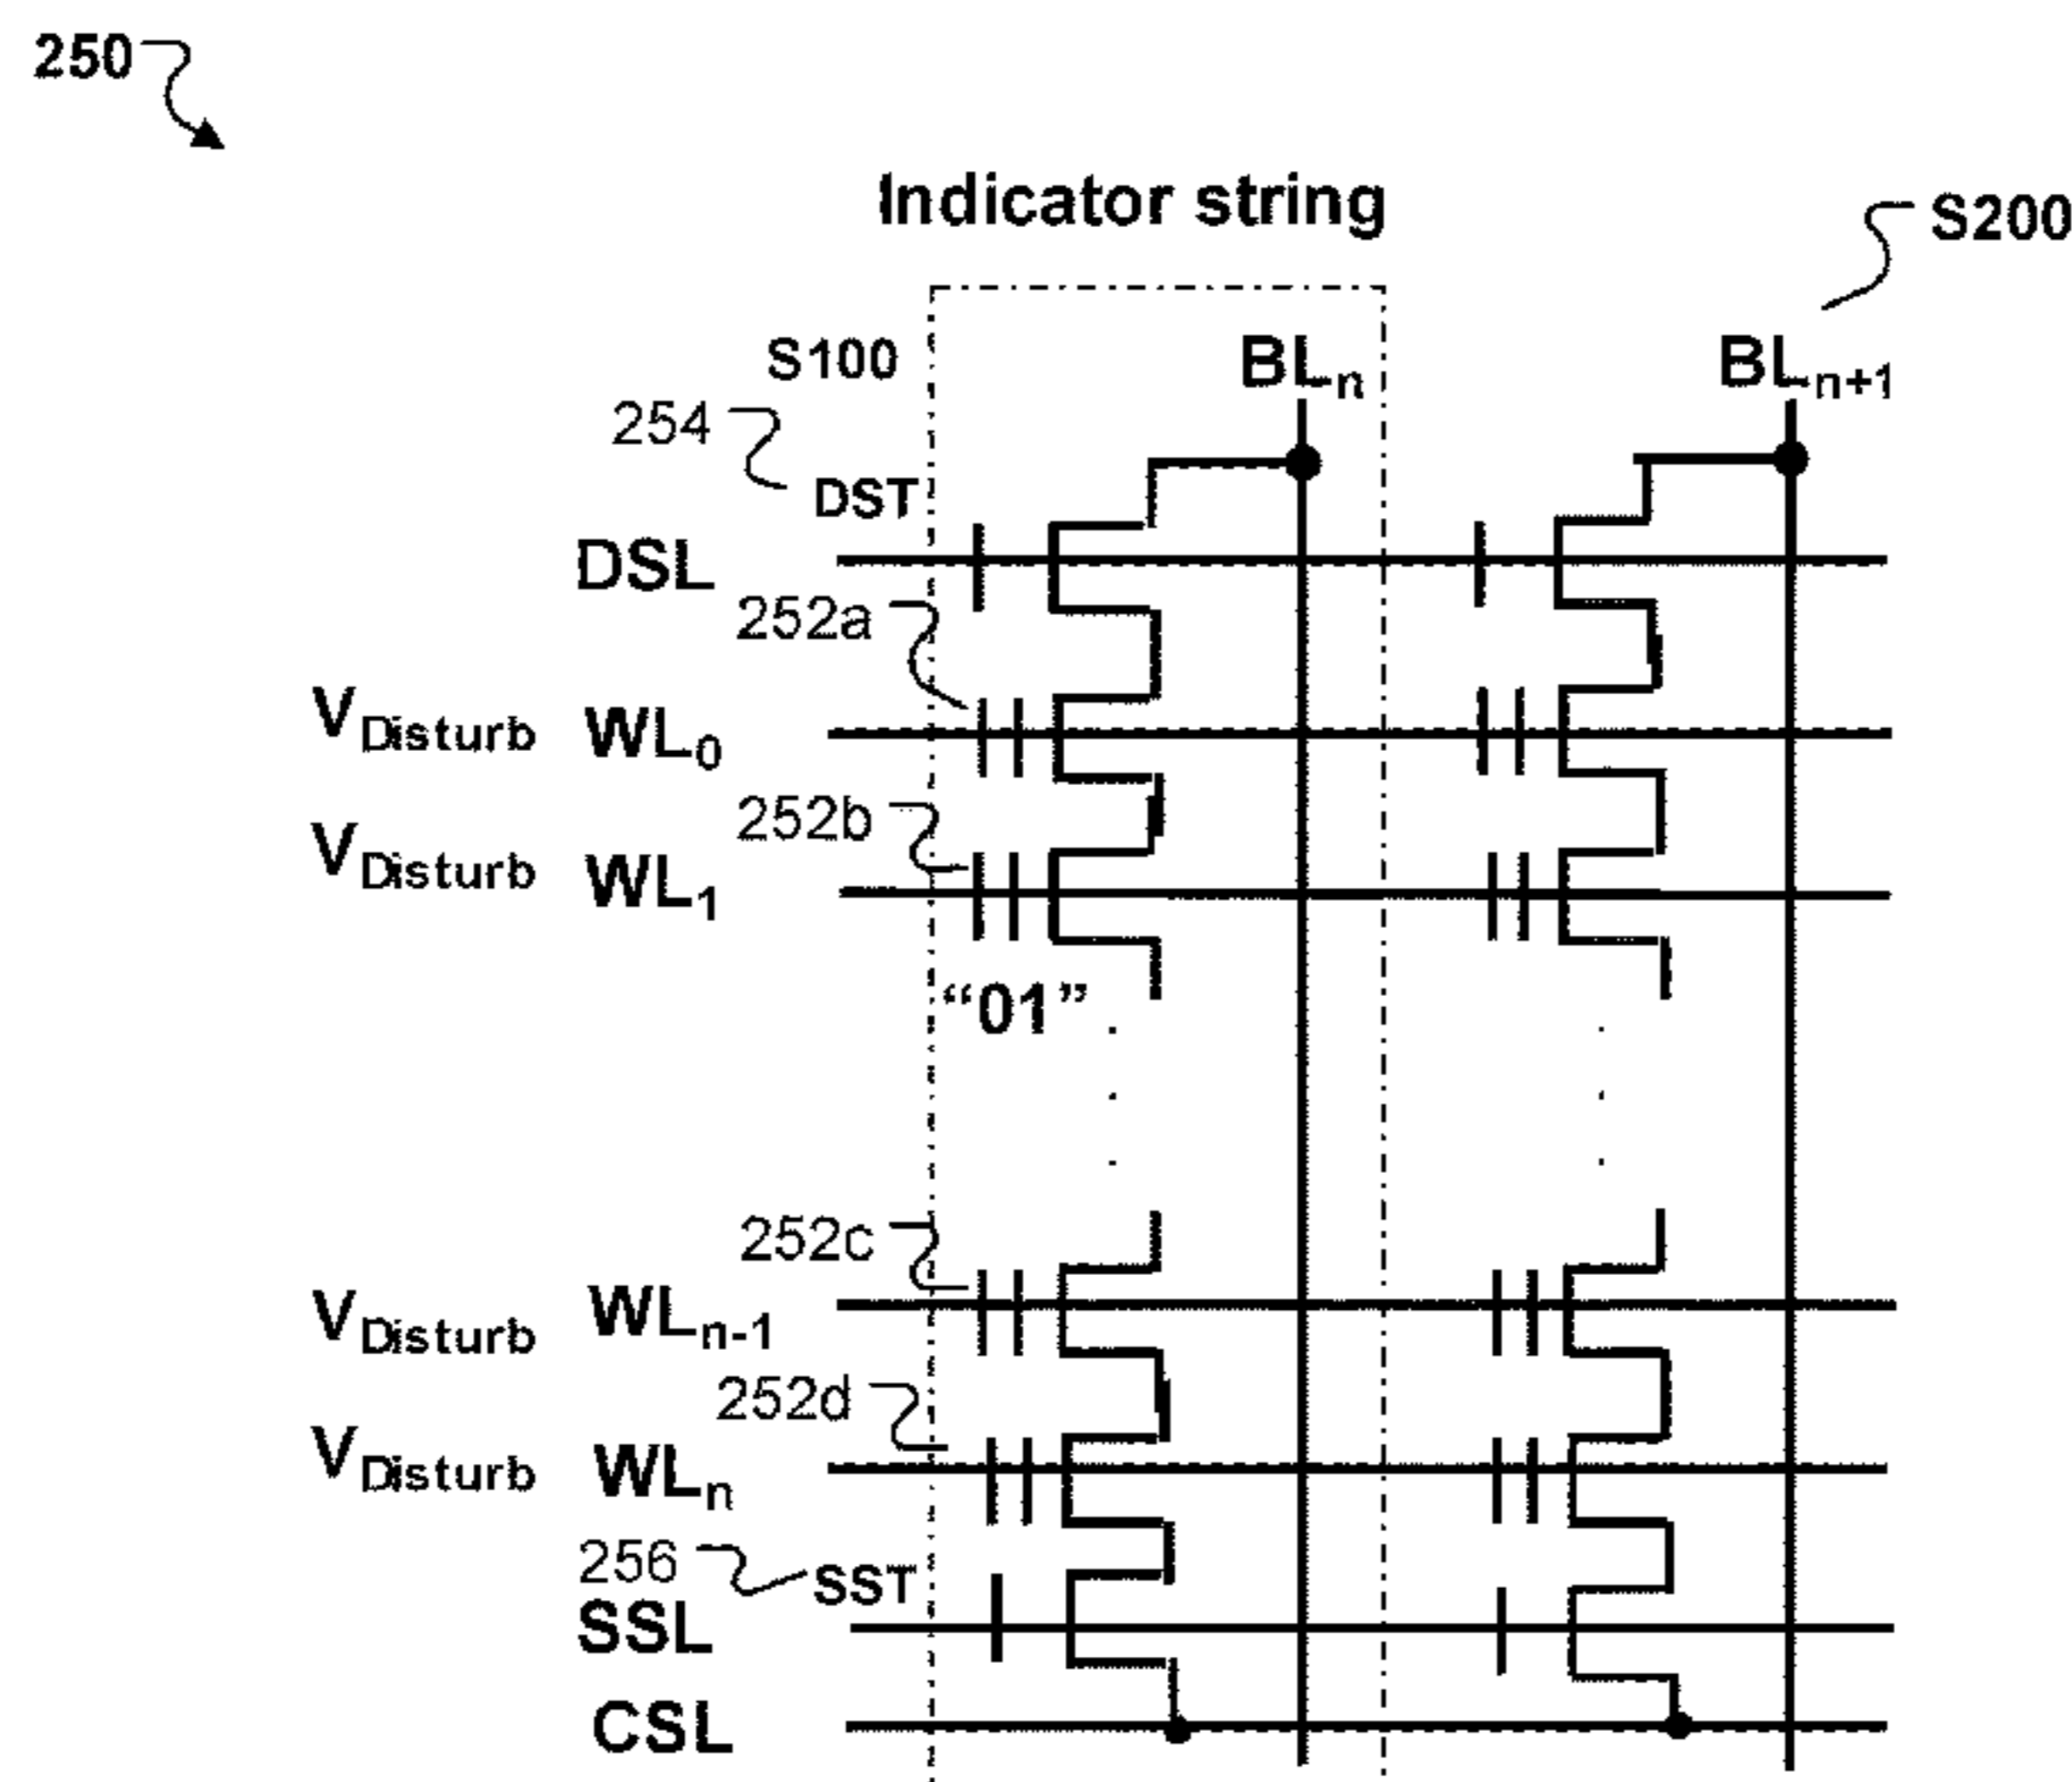 250
Indicator string
S200
S100
BLn
BLn+1
254
DST
DSL
252a
VDisturb WL0
252b
VDisturb WL1
“01”
252c
VDisturb WLn-1
252d
VDisturb WLn
256
SST
SSL
CSL